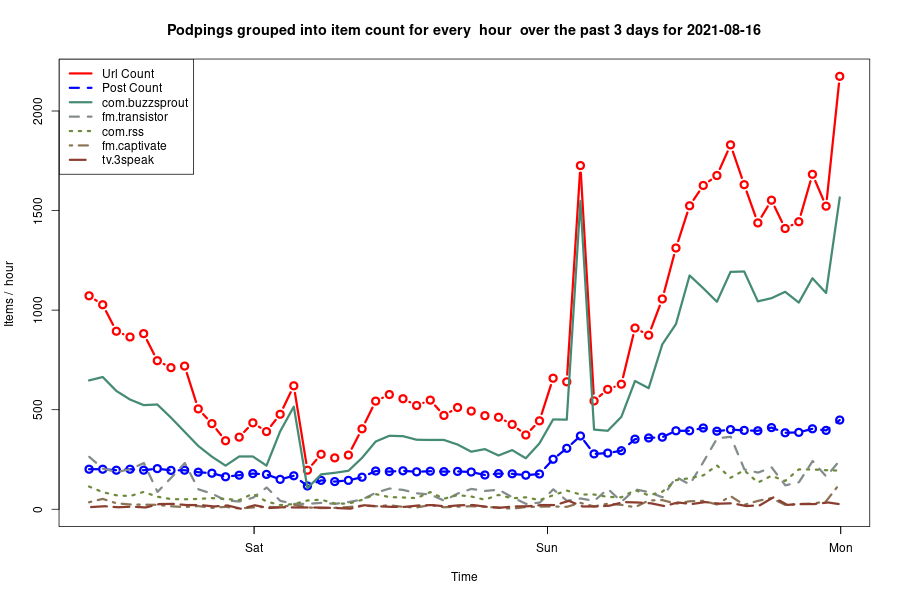 Podpings grouped into item count for every  hour  over the past 3 days for 2021-08-16
Url Count
Post Count
com.buzzsprout
fm.transistor
com.rss
fm.captivate
tv.3speak
Items /  hour
2000
1500
1000
500
0
Sat
Sun
Mon
Time